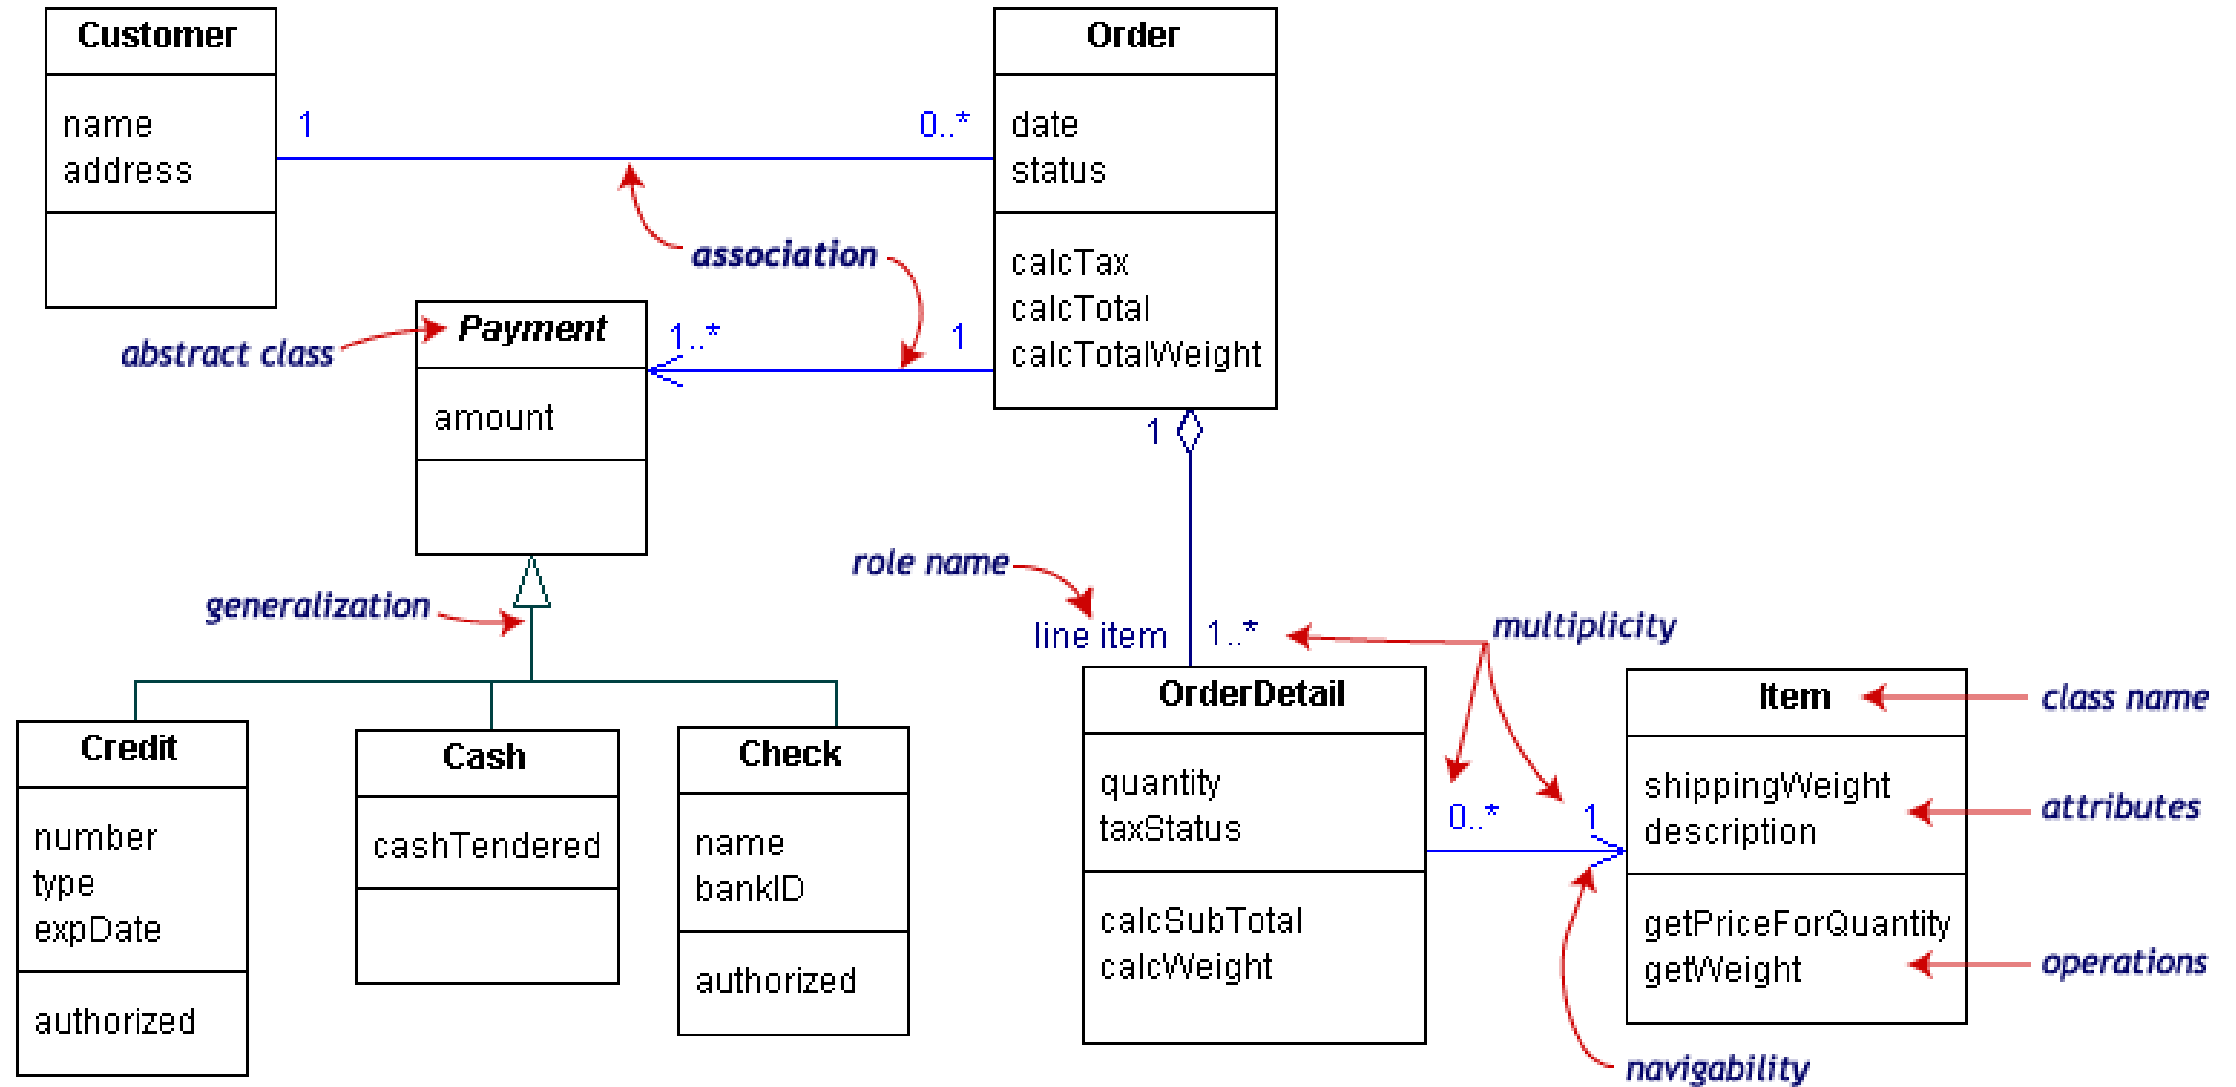 Customer
name
address
1
0..*
Order
date
status
calcTax
calcTotal
calcTotalWeight
association
abstract class
Payment
amount
1..*
1
1
generalization
role name
line item
1..*
multiplicity
Credit
number
type
expDate
authorized
Cash
cashTendered
Check
name
bankID
authorized
OrderDetail
quantity
taxStatus
calcSubTotal
calcWeight
0..*
1
Item
shippingWeight
description
getPriceForQuantity
getWeight
class name
attributes
operations
navigability